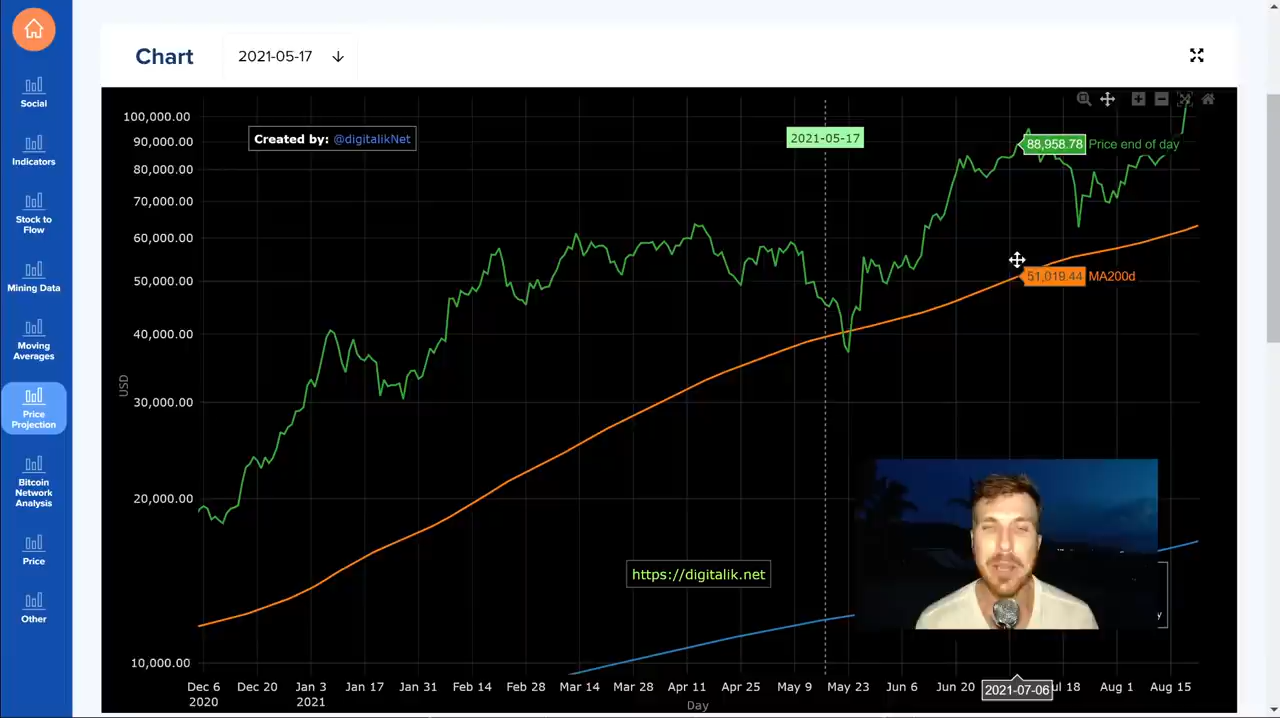 Chart
2021-05-17
Social
Indicators
Stock to
Flow
Mining Data
Moving
Averages
Price
Projection
Bitcoin
Network
Analysis
Price
Other
100,000.00
90,000.00
80,000.00
70,000.00
60,000.00
50,000.00
40,000.00
30,000.00
20,000.00
10,000.00
USD
Created by: @digitalikNet
2021-05-17
88,958.78 Price end of day
51,019.44 MA200d
https://digitalik.net
y
Dec 6 Dec 20 Jan 3 Jan 17 Jan 31 Feb 14 Feb 28 Mar 14 Mar 28 Apr 11 Apr 25 May 9 May 23 Jun 6 Jun 20 2021-07-06 ul 18 Aug 1 Aug 15
2020 2021
Day